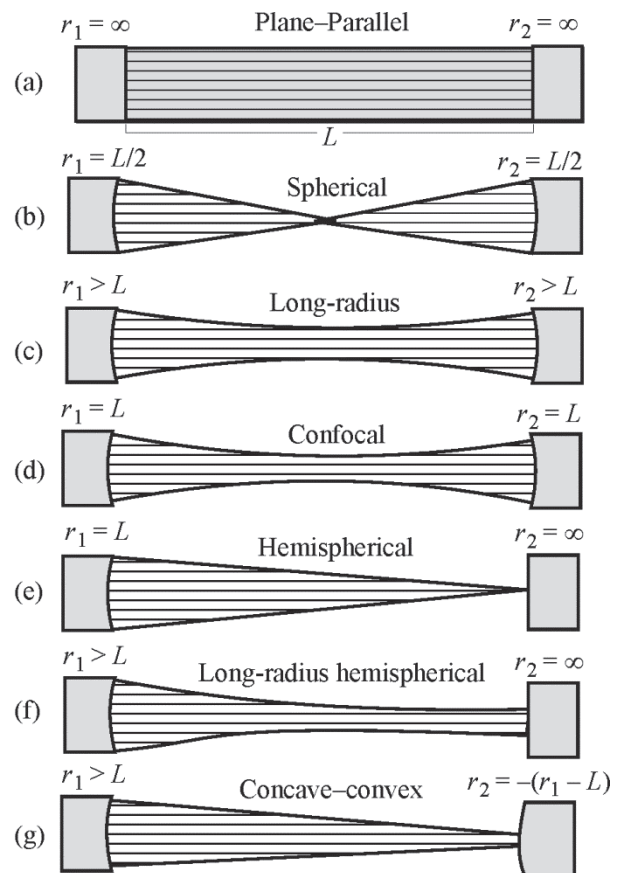 r₁ = ∞ Plane–Parallel r₂ = ∞
(a)
L
r₁ = L/2 r₂ = L/2
Spherical
(b)
r₁ > L Long-radius r₂ > L
(c)
r₁ = L r₂ = L
Confocal
(d)
r₁ = L Hemispherical r₂ = ∞
(e)
r₁ > L Long-radius hemispherical r₂ = ∞
(f)
r₁ > L Concave–convex r₂ = –(r₁ – L)
(g)